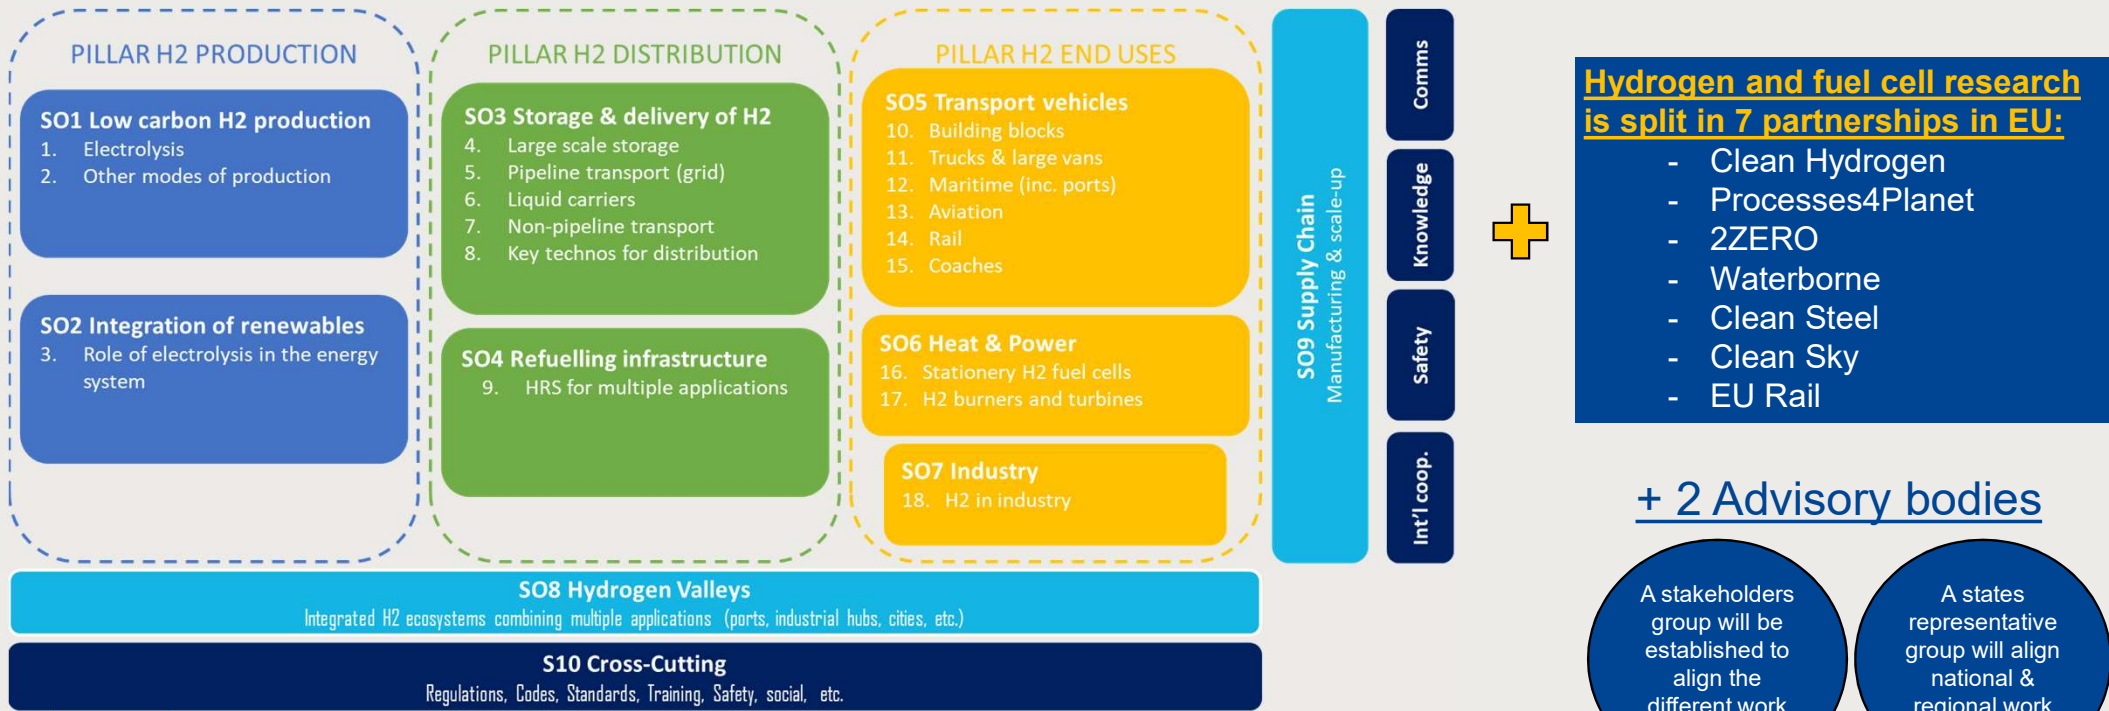 PILLAR H2 PRODUCTION
SO1 Low carbon H2 production
1. Electrolysis
2. Other modes of production
SO2 Integration of renewables
3. Role of electrolysis in the energy
system
PILLAR H2 DISTRIBUTION
SO3 Storage & delivery of H2
4. Large scale storage
5. Pipeline transport (grid)
6. Liquid carriers
7. Non-pipeline transport
8. Key technos for distribution
SO4 Refuelling infrastructure
9. HRS for multiple applications
PILLAR H2 END USES
SO5 Transport vehicles
10. Building blocks
11. Trucks & large vans
12. Maritime (inc. ports)
13. Aviation
14. Rail
15. Coaches
SO6 Heat & Power
16. Stationery H2 fuel cells
17. H2 burners and turbines
SO7 Industry
18. H2 in industry
SO8 Hydrogen Valleys
Integrated H2 ecosystems combining multiple applications (ports, industrial hubs, cities, etc.)
S10 Cross-Cutting
Regulations, Codes, Standards, Training, Safety, social, etc.
SO9 Supply Chain
Manufacturing & scale-up
Comms
Knowledge
Safety
Int'l coop.
Hydrogen and fuel cell research
is split in 7 partnerships in EU:
- Clean Hydrogen
- Processes4Planet
- 2ZERO
- Waterborne
- Clean Steel
- Clean Sky
- EU Rail
+ 2 Advisory bodies
A stakeholders
group will be
established to
align the
different work
A states
representative
group will align
national &
regional work